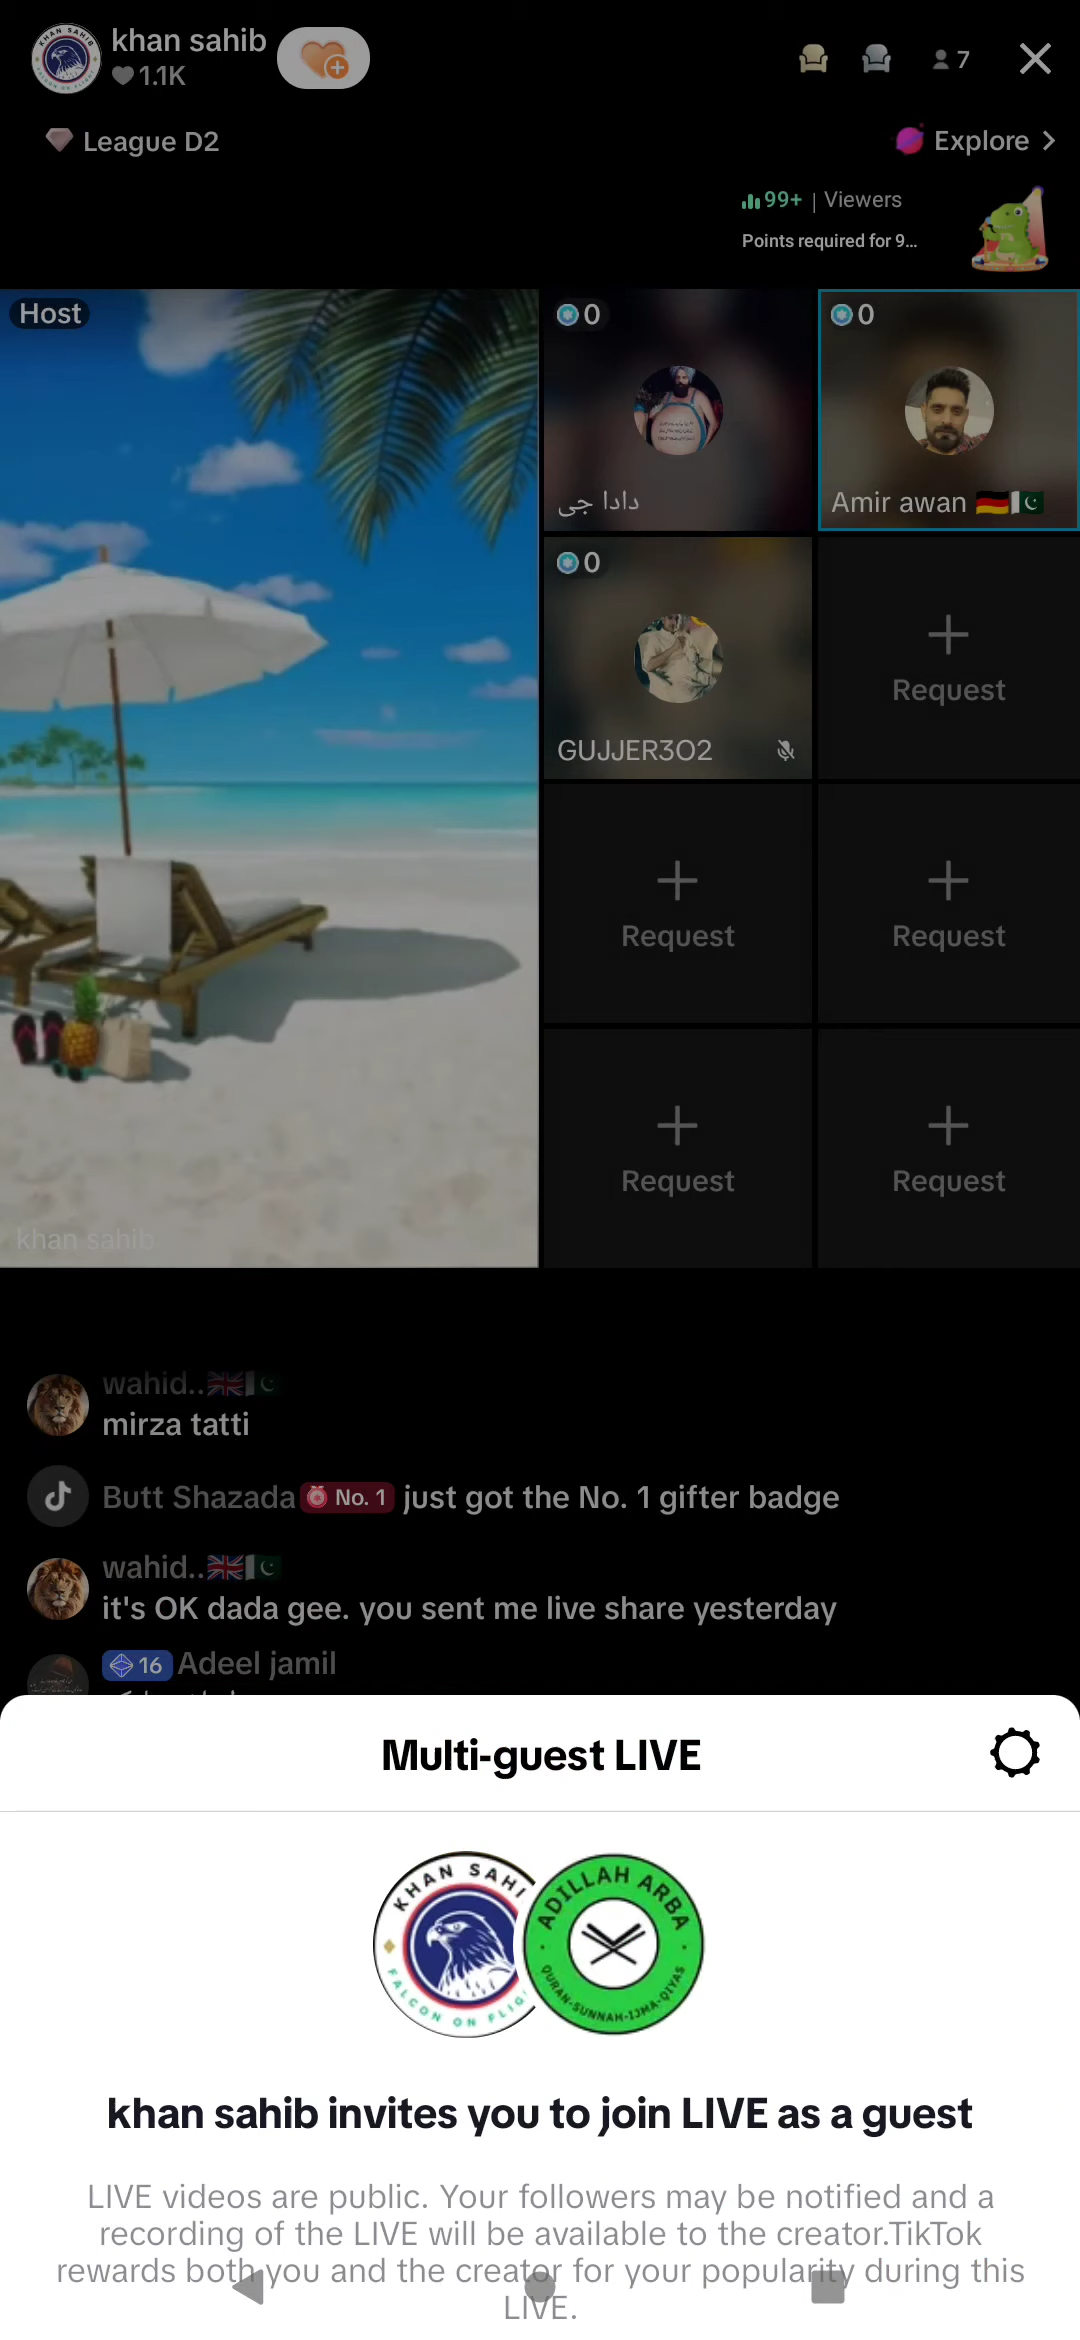 khan sahib
1.1K
7
League D2
Explore
99+ | Viewers
Points required for 9...
Host
0
0
دادا جی
Amir awan
0
GUJJER302
Request
Request
Request
Request
Request
khan sahib
wahid..
mirza tatti
Butt Shazada No. 1 just got the No. 1 gifter badge
wahid..
it's OK dada gee. you sent me live share yesterday
16 Adeel jamil
Multi-guest LIVE
KHAN SAHI
FALCON ON FLIG
ADILLAH ARBA
QURAN-SUNNAH-IJMA-QIYAS
khan sahib invites you to join LIVE as a guest
LIVE videos are public. Your followers may be notified and a
recording of the LIVE will be available to the creator.TikTok
rewards both you and the creator for your popularity during this
LIVE.